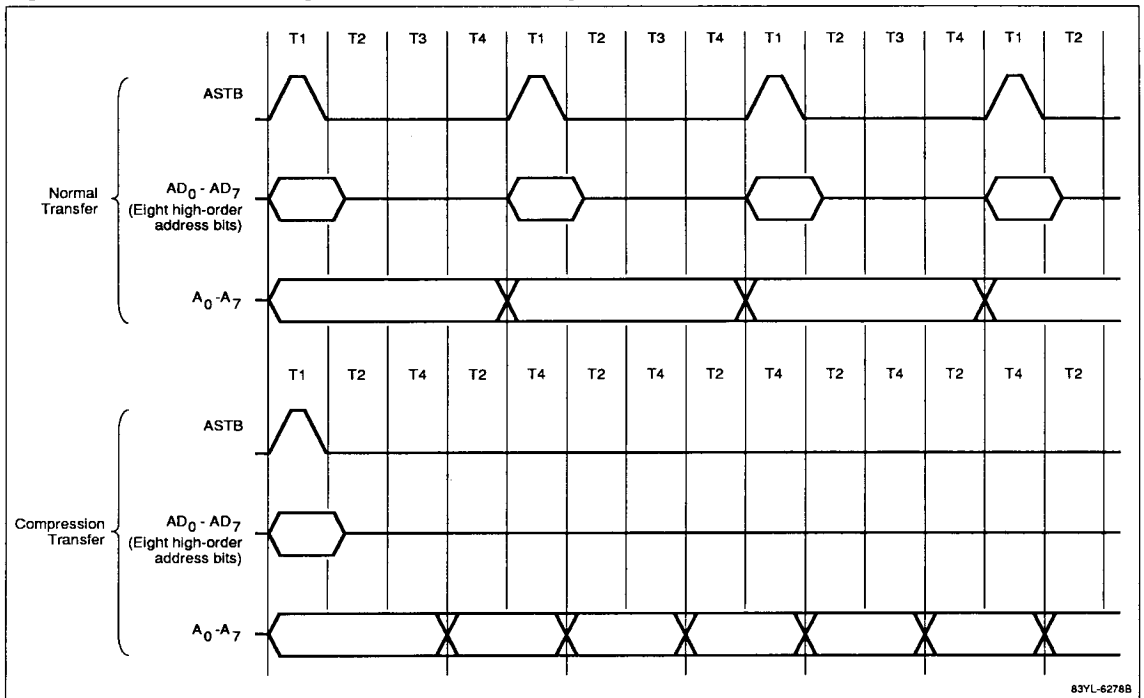 T1 T2 T3 T4 T1 T2 T3 T4 T1 T2 T3 T4 T1 T2
ASTB
Normal
Transfer
AD0 - AD7
(Eight high-order
address bits)
A0-A7
T1 T2 T4 T2 T4 T2 T4 T2 T4 T2 T4 T2 T4 T2
ASTB
Compression
Transfer
AD0 - AD7
(Eight high-order
address bits)
A0-A7
83YL-6278B